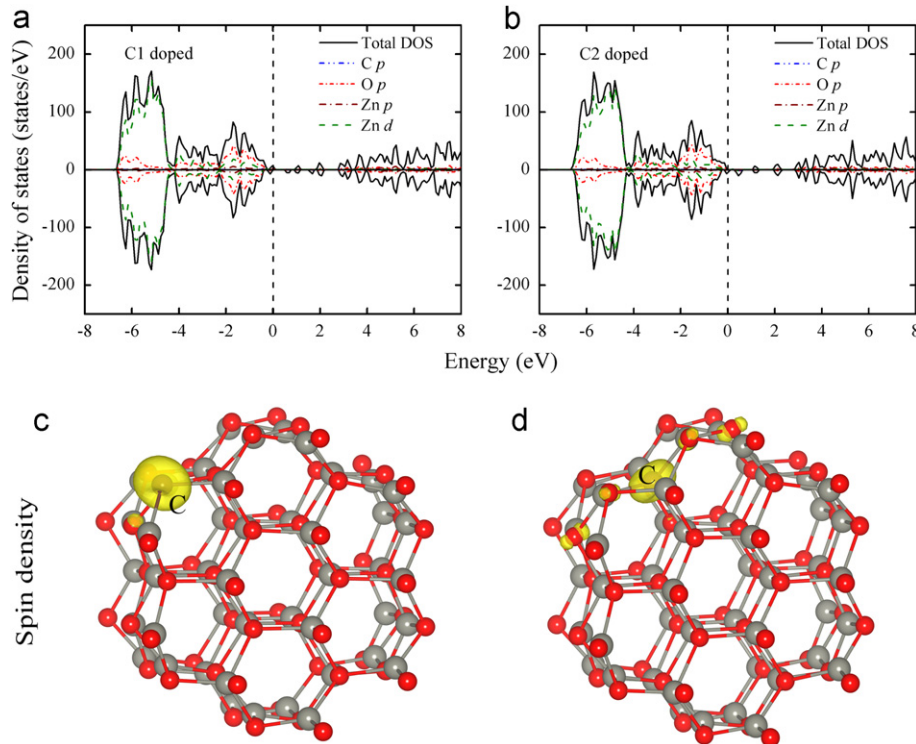 a
b
Density of states (states/eV)
200
100
0
-100
-200
C1 doped
Total DOS
C p
O p
Zn p
Zn d
-8 -6 -4 -2 0 2 4 6 8
200
100
0
-100
-200
C2 doped
Total DOS
C p
O p
Zn p
Zn d
-8 -6 -4 -2 0 2 4 6 8
Energy (eV)
c
d
Spin density
C
C